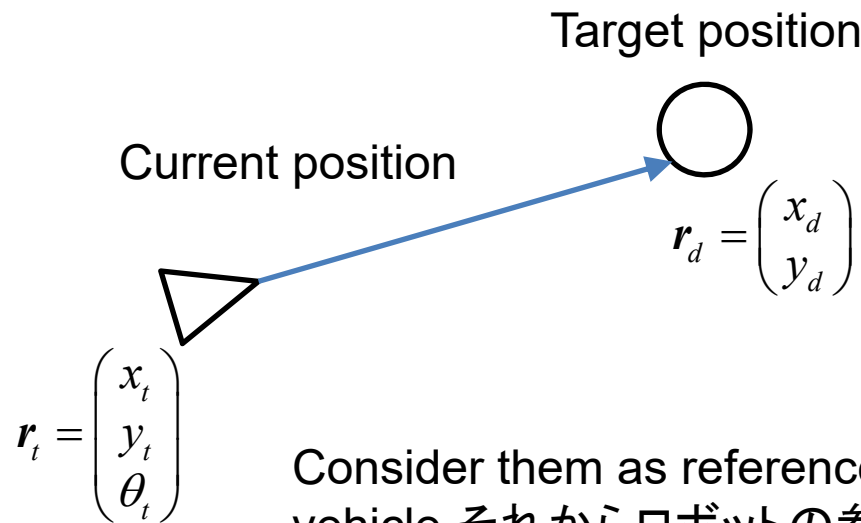 Target position
Current position
r_d = (x_d
y_d)
r_t = (x_t
y_t
θ_t)
Consider them as reference
vehicle それからロボットの参